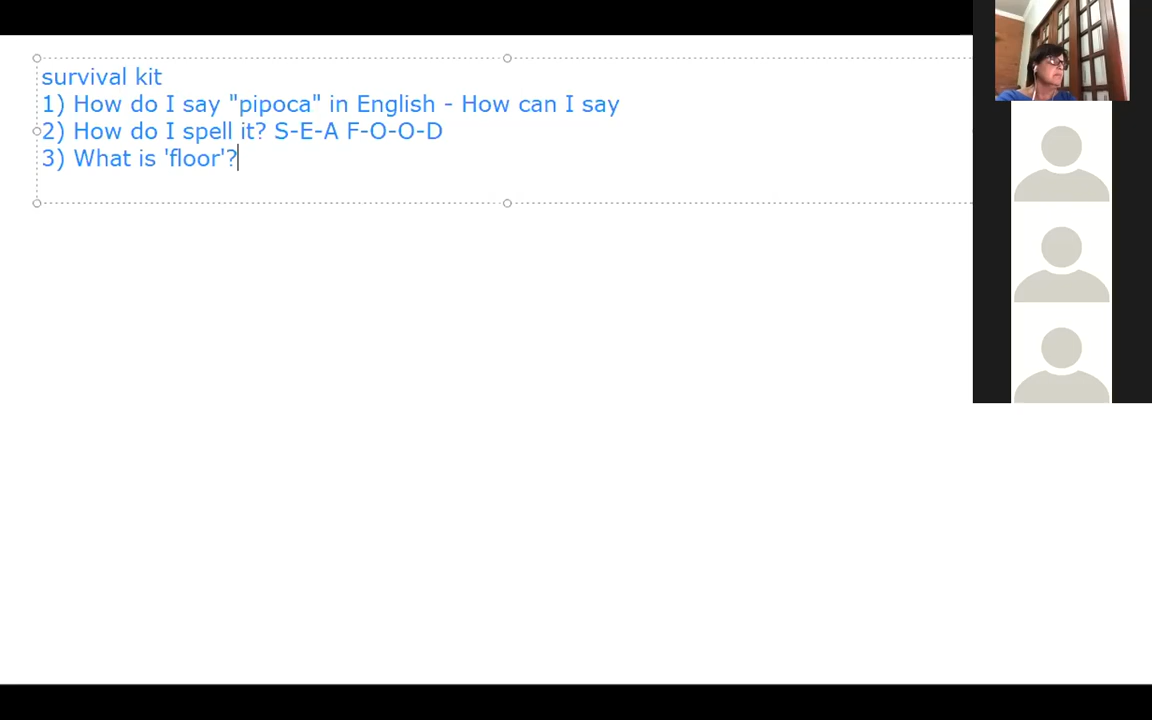 survival kit
1) How do I say "pipoca" in English - How can I say
2) How do I spell it? S-E-A F-O-O-D
3) What is 'floor'?